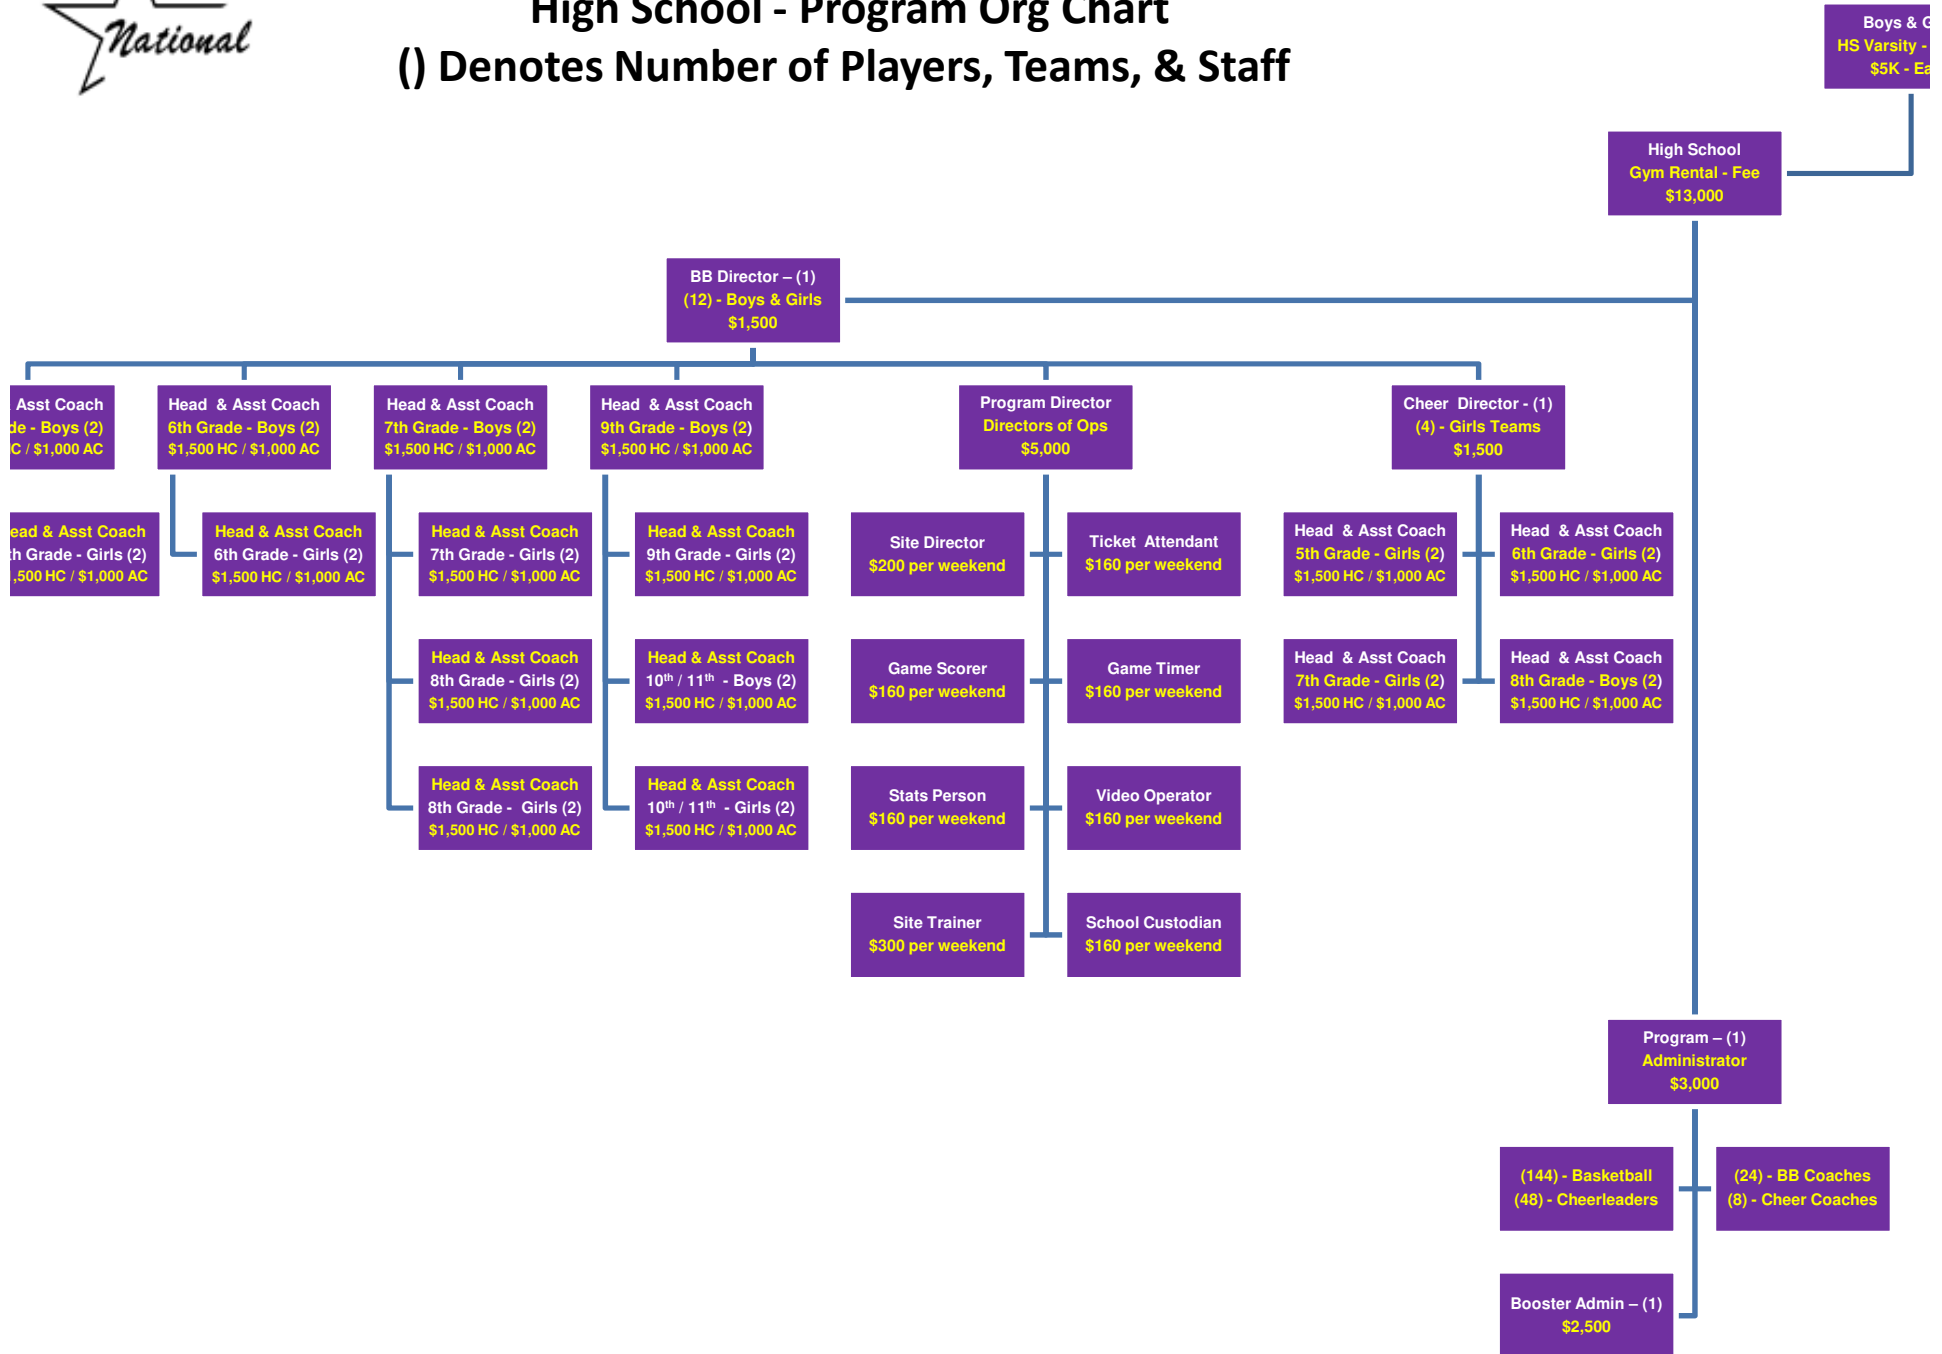 National
High School - Program Org Chart
() Denotes Number of Players, Teams, & Staff
Boys &
HS Varsity -
$5K -
High School
Gym Rental - Fee
$13,000
BB Director – (1)
(12) - Boys & Girls
$1,500
Asst Coach
- Boys (2)
/ $1,000 AC
Head & Asst Coach
6th Grade - Boys (2)
$1,500 HC / $1,000 AC
Head & Asst Coach
7th Grade - Boys (2)
$1,500 HC / $1,000 AC
Head & Asst Coach
9th Grade - Boys (2)
$1,500 HC / $1,000 AC
Program Director
Directors of Ops
$5,000
Cheer Director - (1)
(4) - Girls Teams
$1,500
& Asst Coach
Grade - Girls (2)
HC / $1,000 AC
Head & Asst Coach
6th Grade - Girls (2)
$1,500 HC / $1,000 AC
Head & Asst Coach
7th Grade - Girls (2)
$1,500 HC / $1,000 AC
Head & Asst Coach
9th Grade - Girls (2)
$1,500 HC / $1,000 AC
Site Director
$200 per weekend
Ticket Attendant
$160 per weekend
Head & Asst Coach
5th Grade - Girls (2)
$1,500 HC / $1,000 AC
Head & Asst Coach
6th Grade - Girls (2)
$1,500 HC / $1,000 AC
Head & Asst Coach
8th Grade - Girls (2)
$1,500 HC / $1,000 AC
Head & Asst Coach
10th / 11th - Boys (2)
$1,500 HC / $1,000 AC
Game Scorer
$160 per weekend
Game Timer
$160 per weekend
Head & Asst Coach
7th Grade - Girls (2)
$1,500 HC / $1,000 AC
Head & Asst Coach
8th Grade - Boys (2)
$1,500 HC / $1,000 AC
Head & Asst Coach
8th Grade - Girls (2)
$1,500 HC / $1,000 AC
Head & Asst Coach
10th / 11th - Girls (2)
$1,500 HC / $1,000 AC
Stats Person
$160 per weekend
Video Operator
$160 per weekend
Site Trainer
$300 per weekend
School Custodian
$160 per weekend
Program – (1)
Administrator
$3,000
(144) - Basketball
(48) - Cheerleaders
(24) - BB Coaches
(8) - Cheer Coaches
Booster Admin – (1)
$2,500